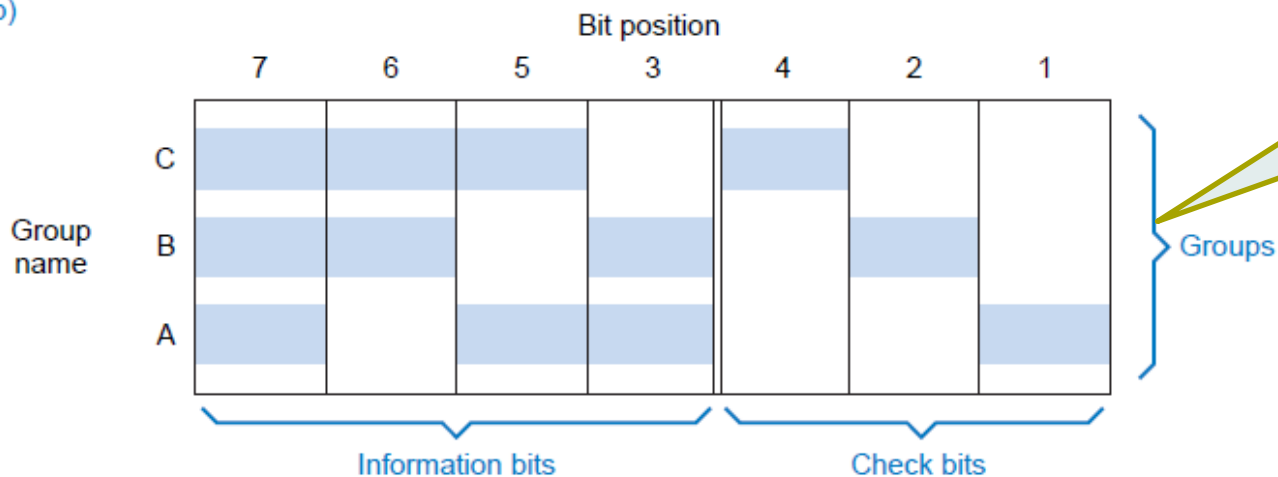 b)
Bit position
7 6 5 3 4 2 1
C
Group name
B
A
Groups
Information bits
Check bits